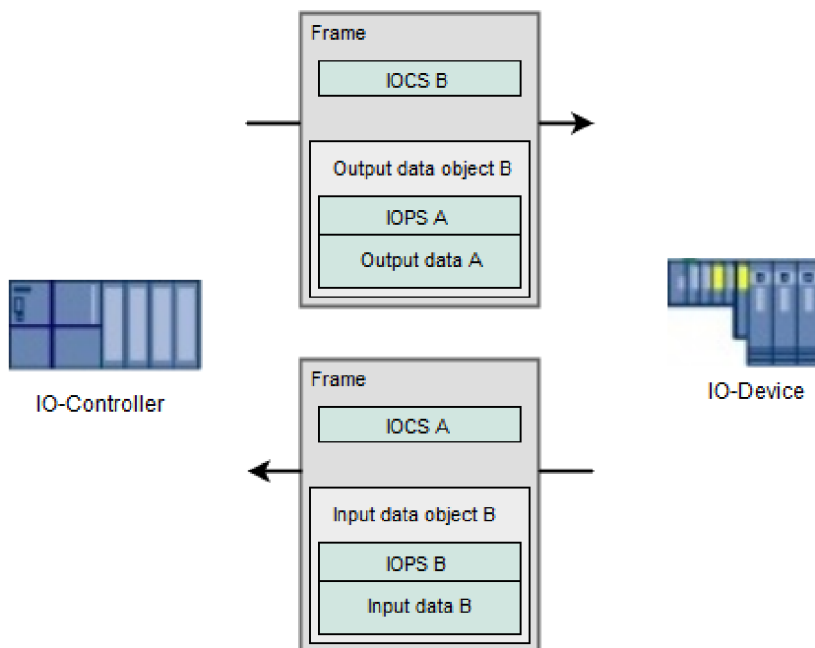 Frame
IOCS B
Output data object B
IOPS A
Output data A
IO-Controller
IO-Device
Frame
IOCS A
Input data object B
IOPS B
Input data B